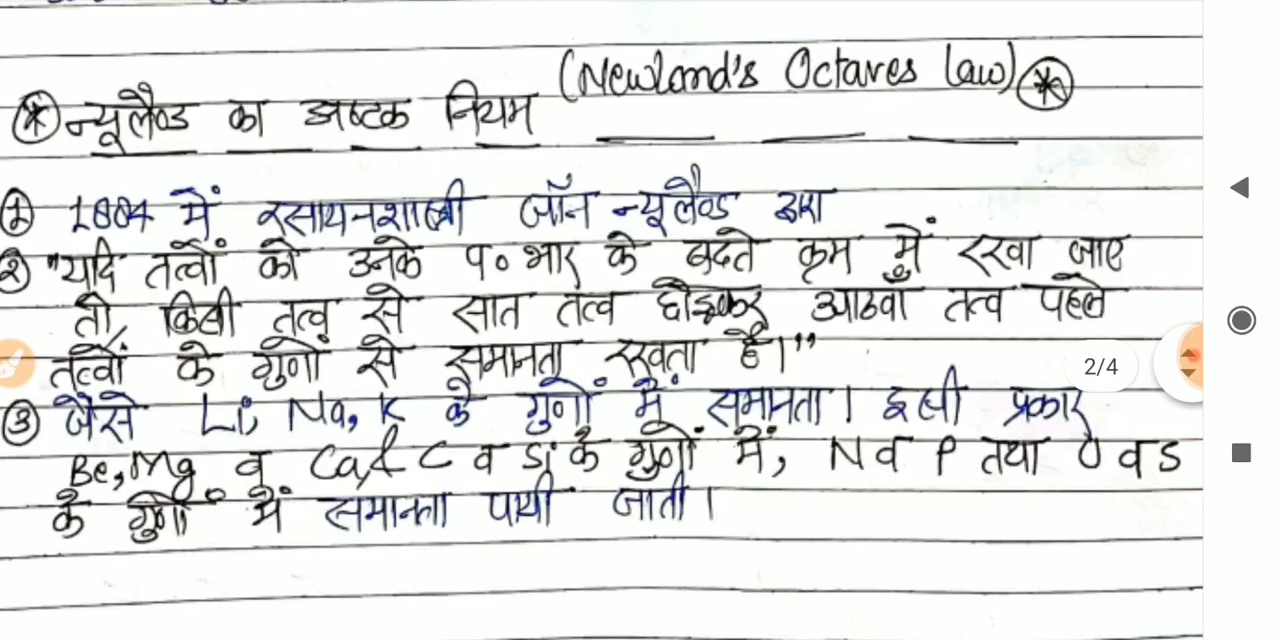 (Newland's Octaves Law) *
* न्यूलैण्ड का अष्टक नियम
① 1864 में रसायनशास्त्री जॉन न्यूलैण्ड द्वारा
② "यदि तत्वों को उनके प० भार के बढ़ते क्रम में रखा जाए
तो, किसी तत्व से सात तत्व छोड़कर आठवां तत्व पहले
तत्वों के गुणों से समानता रखता है।"
2/4
③ जैसे Li, Na, K के गुणों में समानता। इसी प्रकार
Be, Mg व Ca, & C व Si के गुणों में, N व P तथा O व S
के गुणों में समानता पायी जाती।